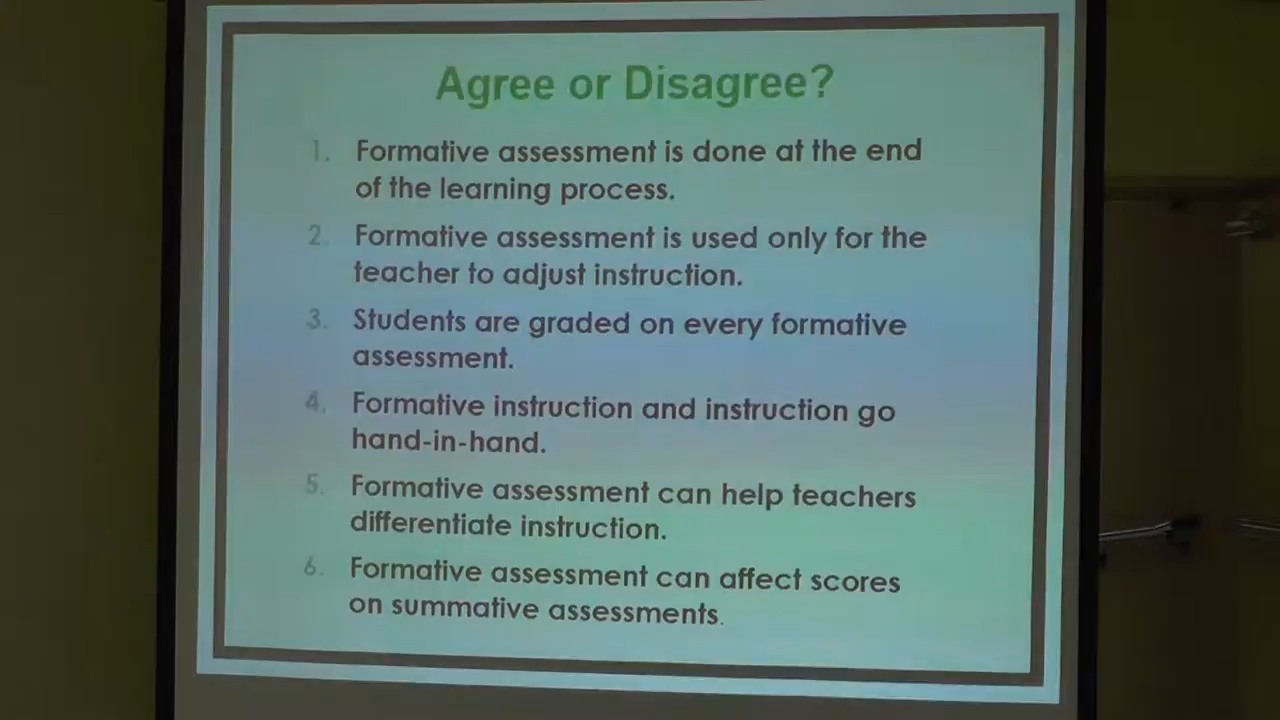 Agree or Disagree?
1. Formative assessment is done at the end
of the learning process.
2. Formative assessment is used only for the
teacher to adjust instruction.
3. Students are graded on every formative
assessment.
4. Formative instruction and instruction go
hand-in-hand.
5. Formative assessment can help teachers
differentiate instruction.
6. Formative assessment can affect scores
on summative assessments.